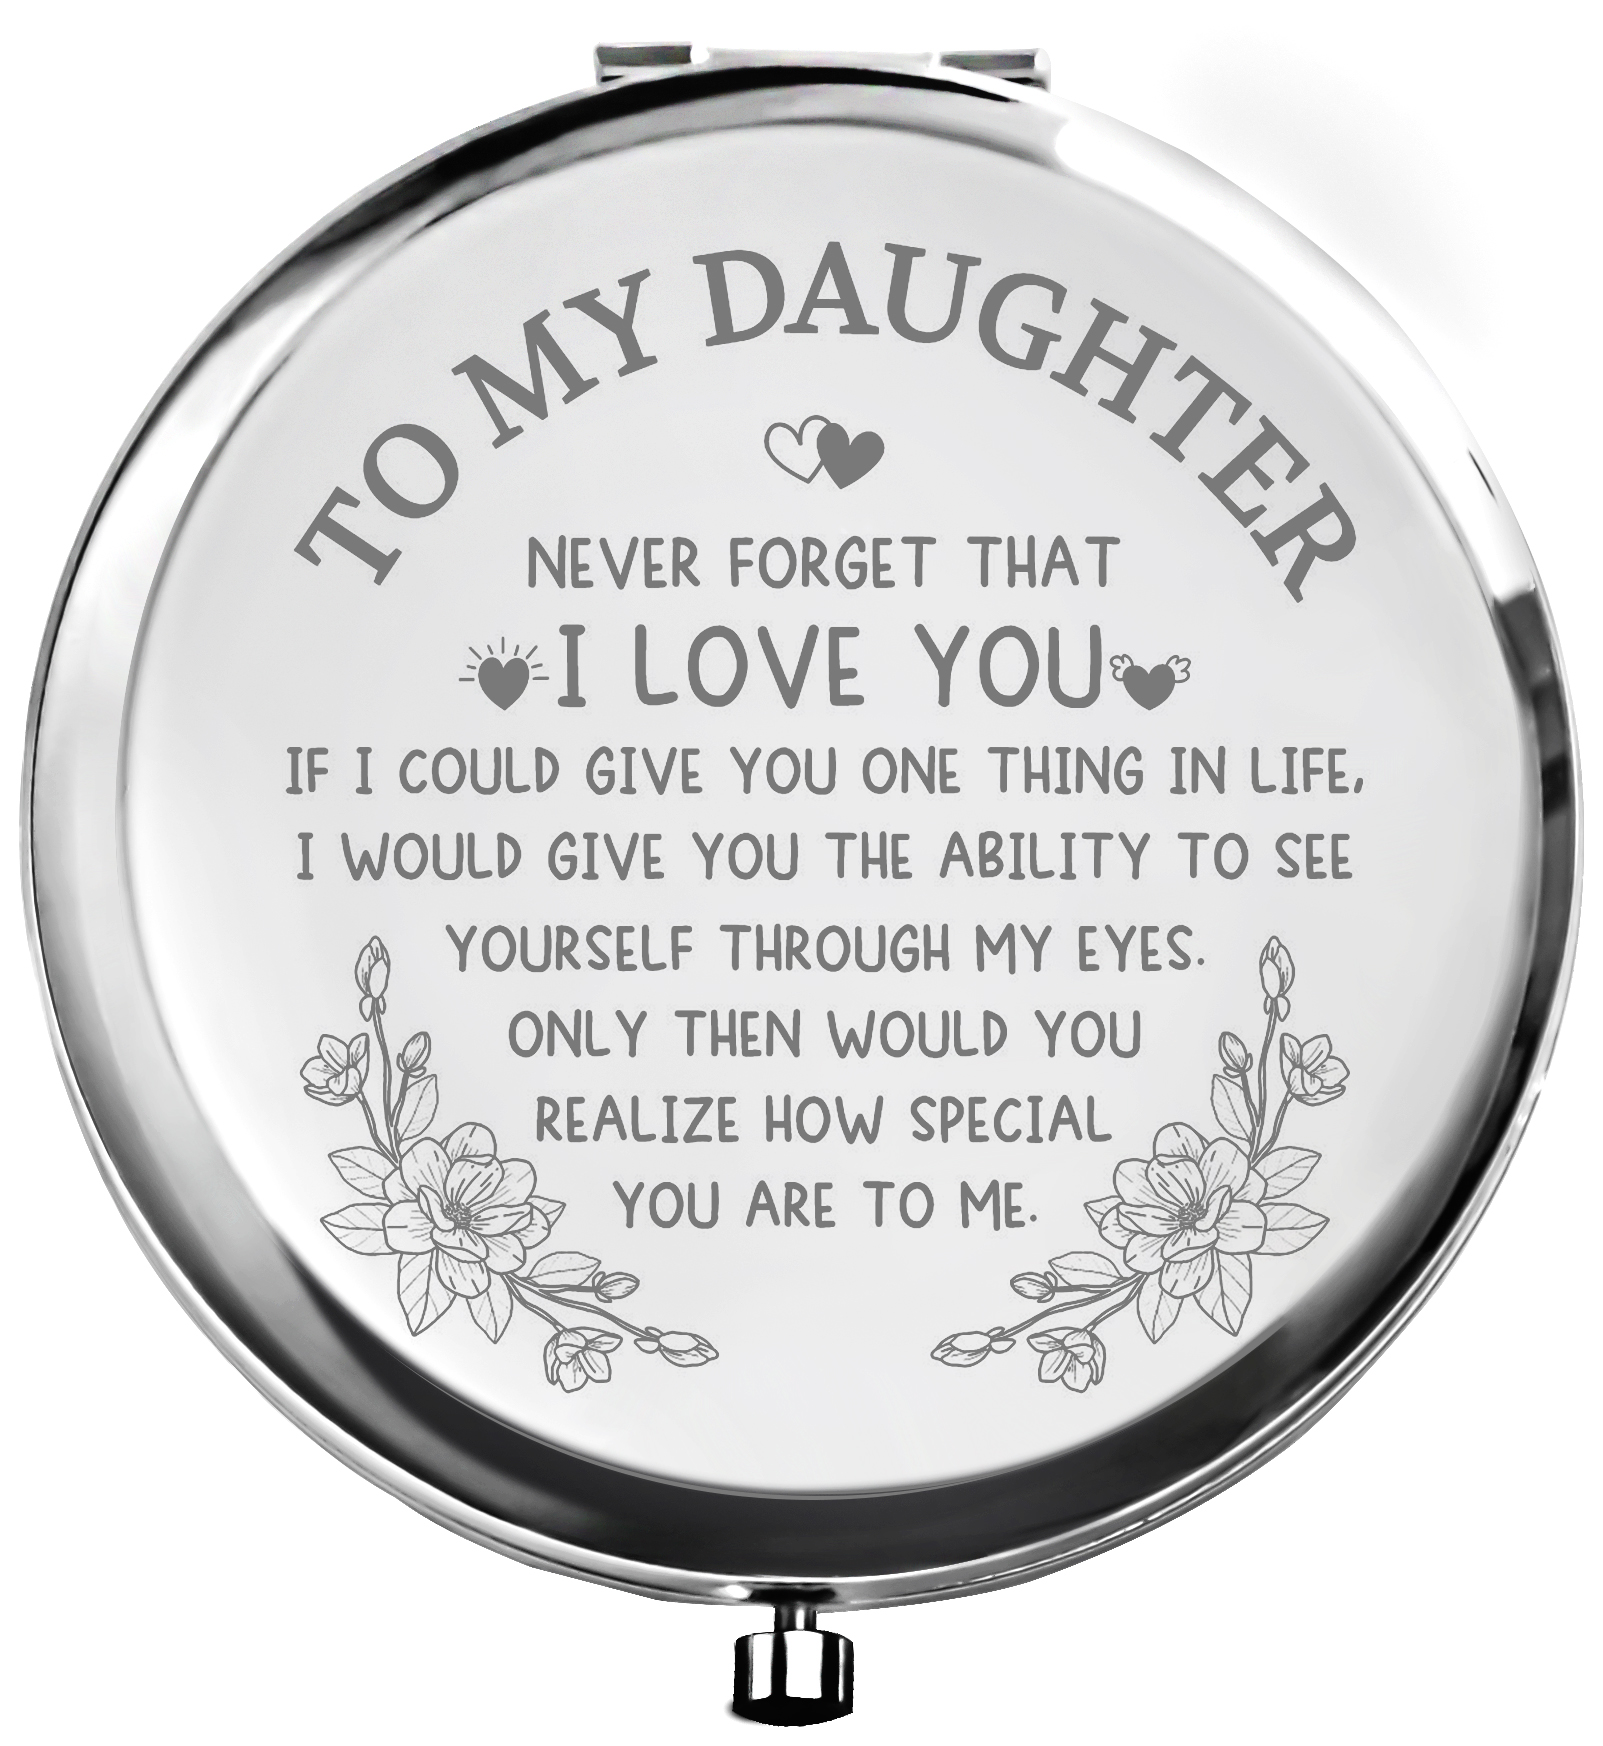 TO MY DAUGHTER
NEVER FORGET THAT
I LOVE YOU
IF I COULD GIVE YOU ONE THING IN LIFE,
I WOULD GIVE YOU THE ABILITY TO SEE
YOURSELF THROUGH MY EYES.
ONLY THEN WOULD YOU
REALIZE HOW SPECIAL
YOU ARE TO ME.